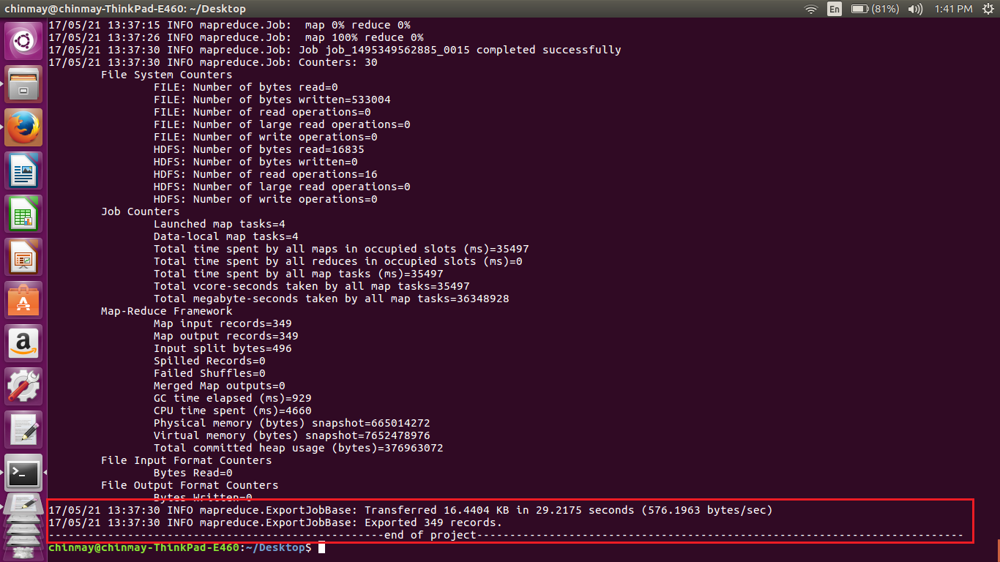 chinmay@chinmay-ThinkPad-E460: ~/Desktop
En (81%) 1:41 PM
17/05/21 13:37:15 INFO mapreduce.Job:  map 0% reduce 0%
17/05/21 13:37:26 INFO mapreduce.Job:  map 100% reduce 0%
17/05/21 13:37:30 INFO mapreduce.Job: Job job_1495349562885_0015 completed successfully
17/05/21 13:37:30 INFO mapreduce.Job: Counters: 30
File System Counters
FILE: Number of bytes read=0
FILE: Number of bytes written=533004
FILE: Number of read operations=0
FILE: Number of large read operations=0
FILE: Number of write operations=0
HDFS: Number of bytes read=16835
HDFS: Number of bytes written=0
HDFS: Number of read operations=16
HDFS: Number of large read operations=0
HDFS: Number of write operations=0
Job Counters
Launched map tasks=4
Data-local map tasks=4
Total time spent by all maps in occupied slots (ms)=35497
Total time spent by all reduces in occupied slots (ms)=0
Total time spent by all map tasks (ms)=35497
Total vcore-seconds taken by all map tasks=35497
Total megabyte-seconds taken by all map tasks=36348928
Map-Reduce Framework
Map input records=349
Map output records=349
Input split bytes=496
Spilled Records=0
Failed Shuffles=0
Merged Map outputs=0
GC time elapsed (ms)=929
CPU time spent (ms)=4660
Physical memory (bytes) snapshot=665014272
Virtual memory (bytes) snapshot=7652478976
Total committed heap usage (bytes)=376963072
File Input Format Counters
Bytes Read=0
File Output Format Counters
Bytes Written=0
17/05/21 13:37:30 INFO mapreduce.ExportJobBase: Transferred 16.4404 KB in 29.2175 seconds (576.1963 bytes/sec)
17/05/21 13:37:30 INFO mapreduce.ExportJobBase: Exported 349 records.
---------------------------------------------------end of project--------------------------------------------------------------------------
chinmay@chinmay-ThinkPad-E460:~/Desktop$